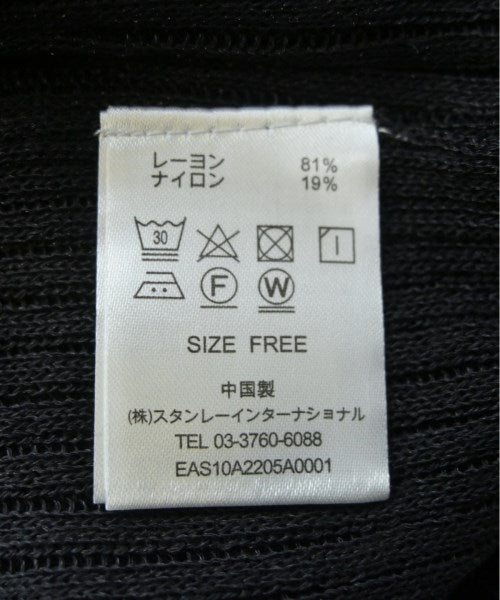 レーヨン 81%
ナイロン 19%
30
F W
SIZE FREE
中国製
(株)スタンレーインターナショナル
TEL 03-3760-6088
EAS10A2205A0001